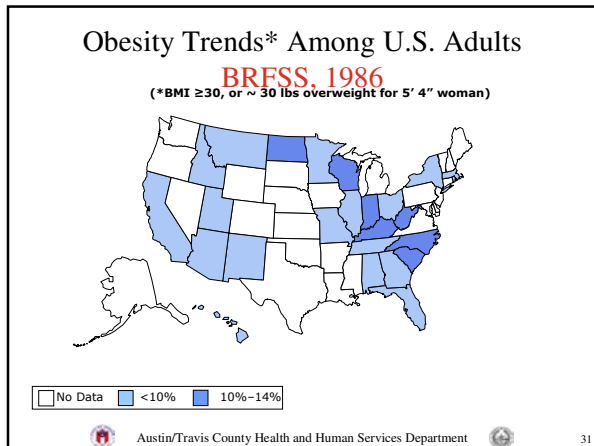 Obesity Trends* Among U.S. Adults
BRFSS, 1986
(*BMI ≥30, or ~ 30 lbs overweight for 5’ 4” woman)
No Data <10% 10%–14%
Austin/Travis County Health and Human Services Department 31